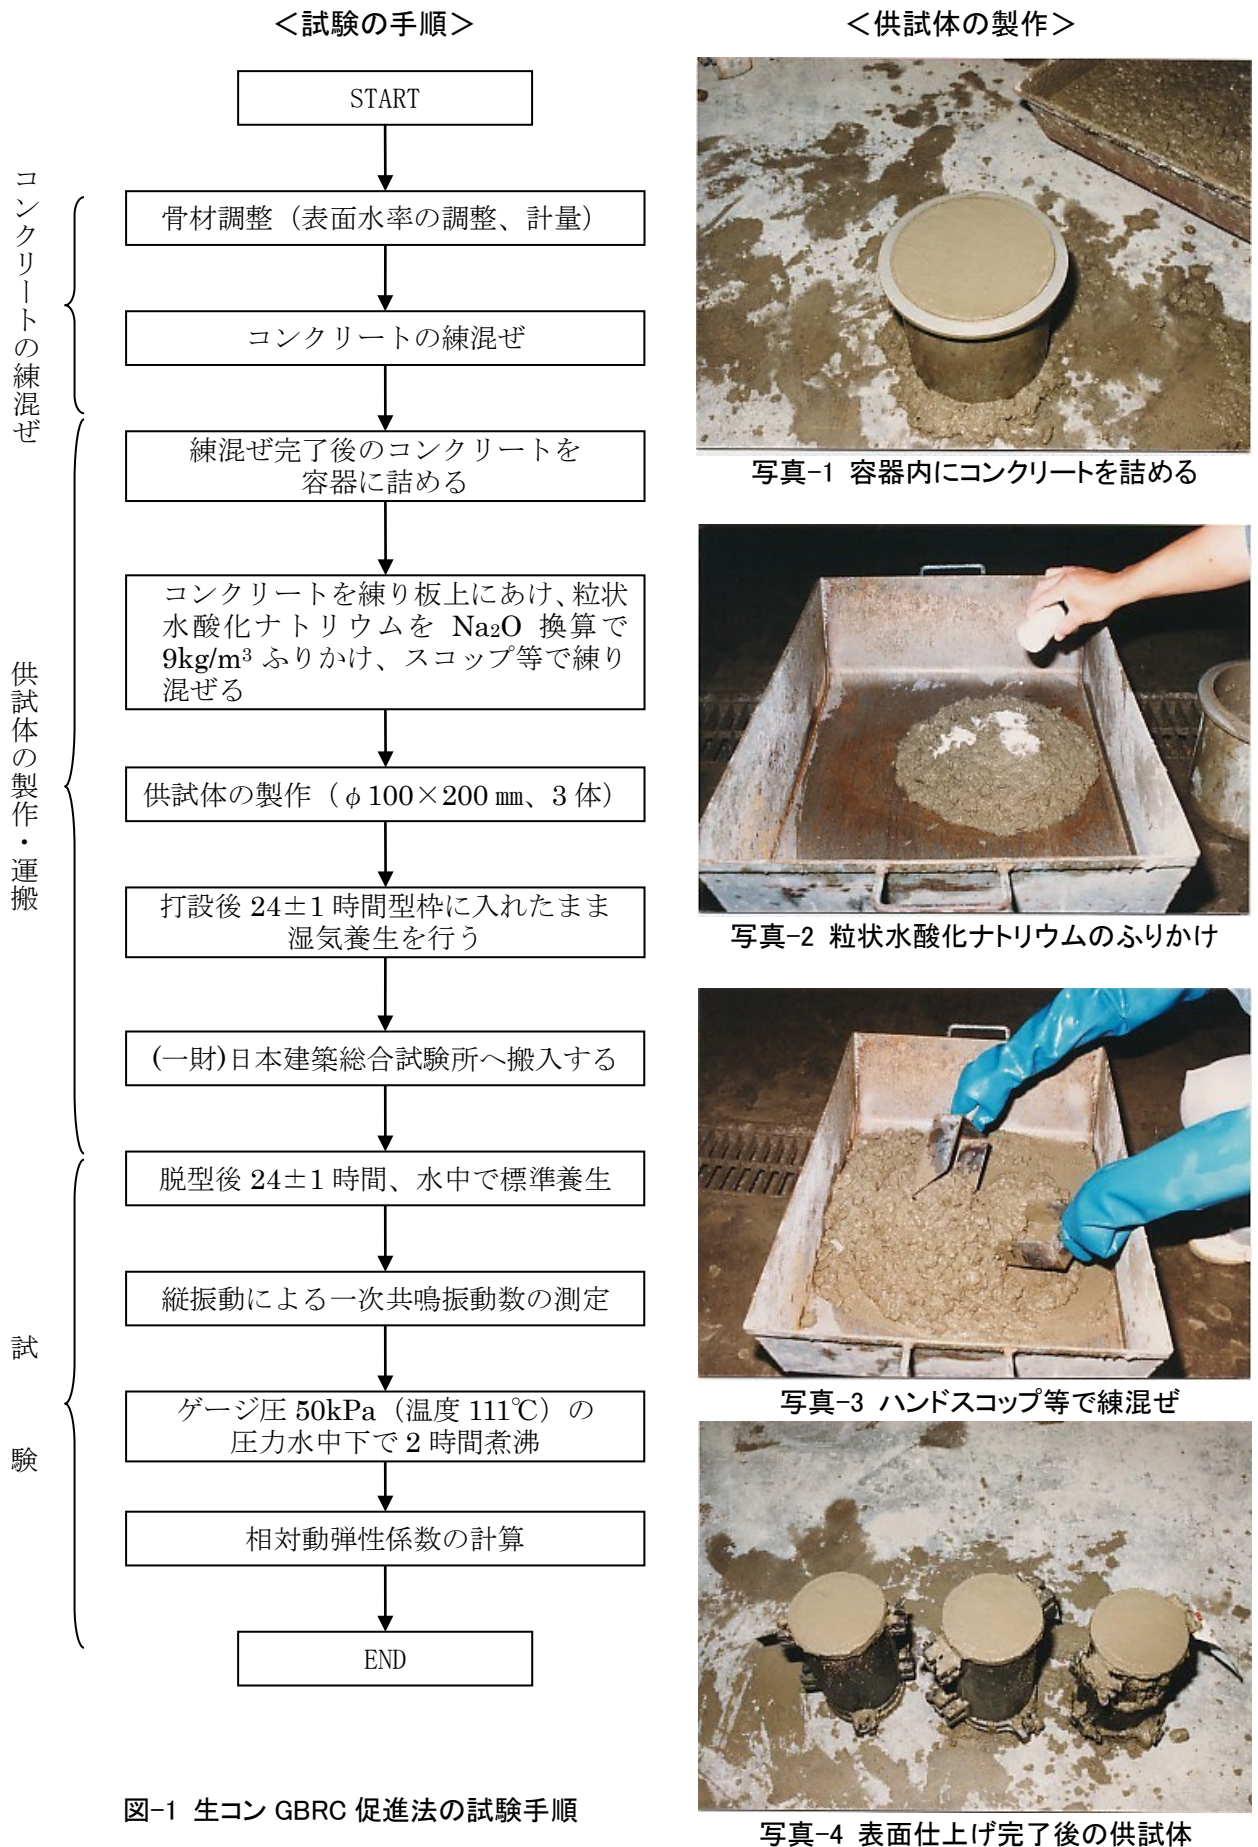 ＜試験の手順＞
START
コンクリートの練混ぜ
骨材調整（表面水率の調整、計量）
コンクリートの練混ぜ
供試体の製作・運搬
練混ぜ完了後のコンクリートを
容器に詰める
コンクリートを練り板上にあけ、粒状
水酸化ナトリウムを Na₂O 換算で
9kg/m³ ふりかけ、スコップ等で練り
混ぜる
供試体の製作（φ100×200 ㎜、3 体）
打設後 24±1 時間型枠に入れたまま
湿気養生を行う
(一財)日本建築総合試験所へ搬入する
試験
脱型後 24±1 時間、水中で標準養生
縦振動による一次共鳴振動数の測定
ゲージ圧 50kPa（温度 111℃）の
圧力水中下で 2 時間煮沸
相対動弾性係数の計算
END
図-1 生コン GBRC 促進法の試験手順
＜供試体の製作＞
写真-1 容器内にコンクリートを詰める
写真-2 粒状水酸化ナトリウムのふりかけ
写真-3 ハンドスコップ等で練混ぜ
写真-4 表面仕上げ完了後の供試体